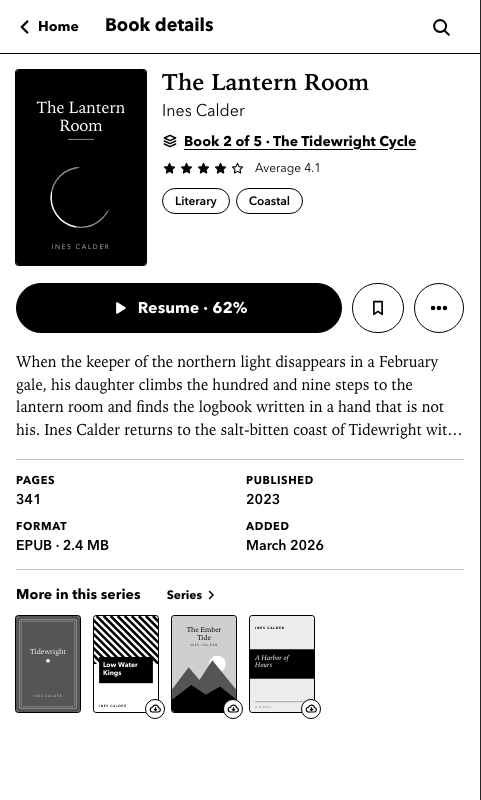 Home
Book details
The Lantern
Room
INES CALDER
The Lantern Room
Ines Calder
Book 2 of 5 · The Tidewright Cycle
Average 4.1
Literary
Coastal
Resume · 62%
When the keeper of the northern light disappears in a February
gale, his daughter climbs the hundred and nine steps to the
lantern room and finds the logbook written in a hand that is not
his. Ines Calder returns to the salt-bitten coast of Tidewright wit…
PAGES
341
PUBLISHED
2023
FORMAT
EPUB · 2.4 MB
ADDED
March 2026
More in this series
Series
Tidewright
INES CALDER
Low Water
Kings
INES CALDER
The Ember
Tide
INES CALDER
INES CALDER
A Harbor of
Hours